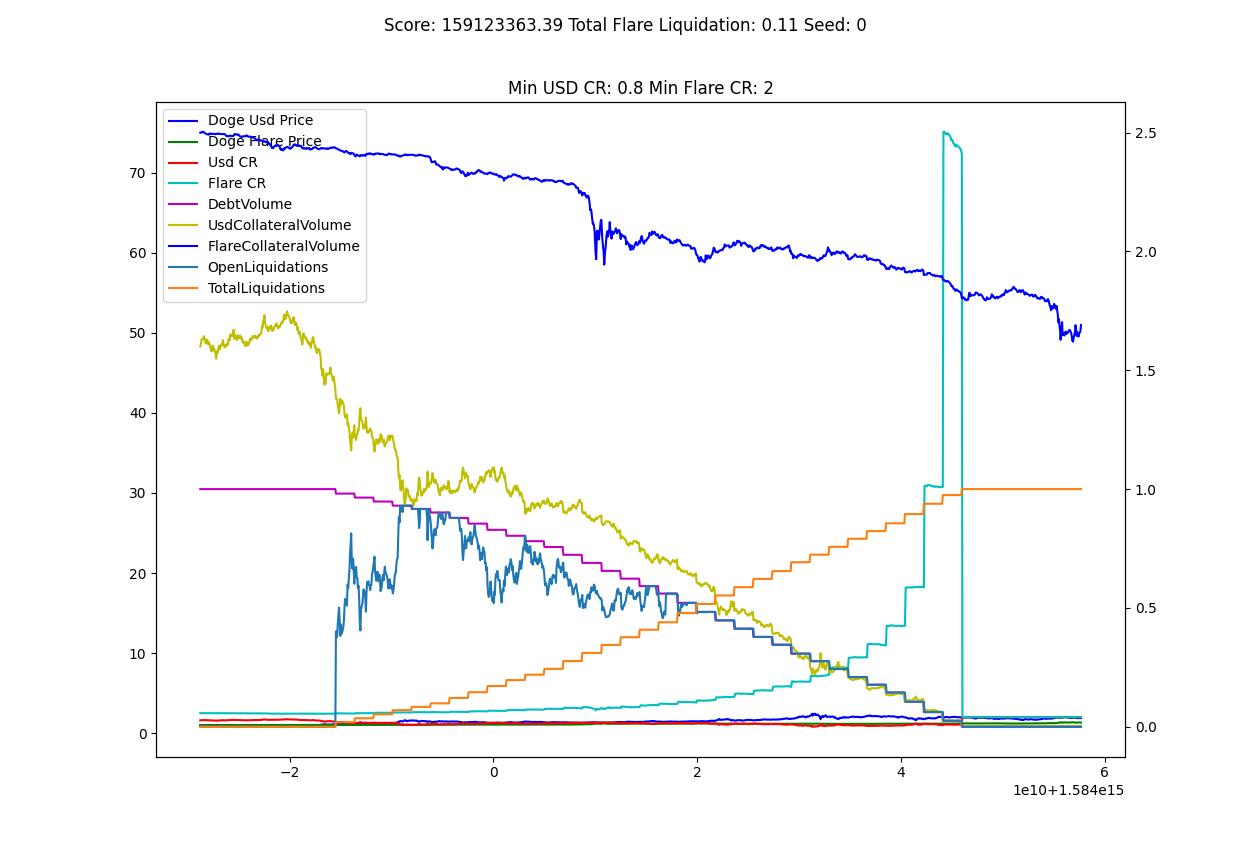 Score: 159123363.39 Total Flare Liquidation: 0.11 Seed: 0
Min USD CR: 0.8 Min Flare CR: 2
Doge Usd Price
Doge Flare Price
Usd CR
Flare CR
DebtVolume
UsdCollateralVolume
FlareCollateralVolume
OpenLiquidations
TotalLiquidations
70
60
50
40
30
20
10
0
2.5
2.0
1.5
1.0
0.5
0.0
−2 0 2 4 6
1e10+1.584e15